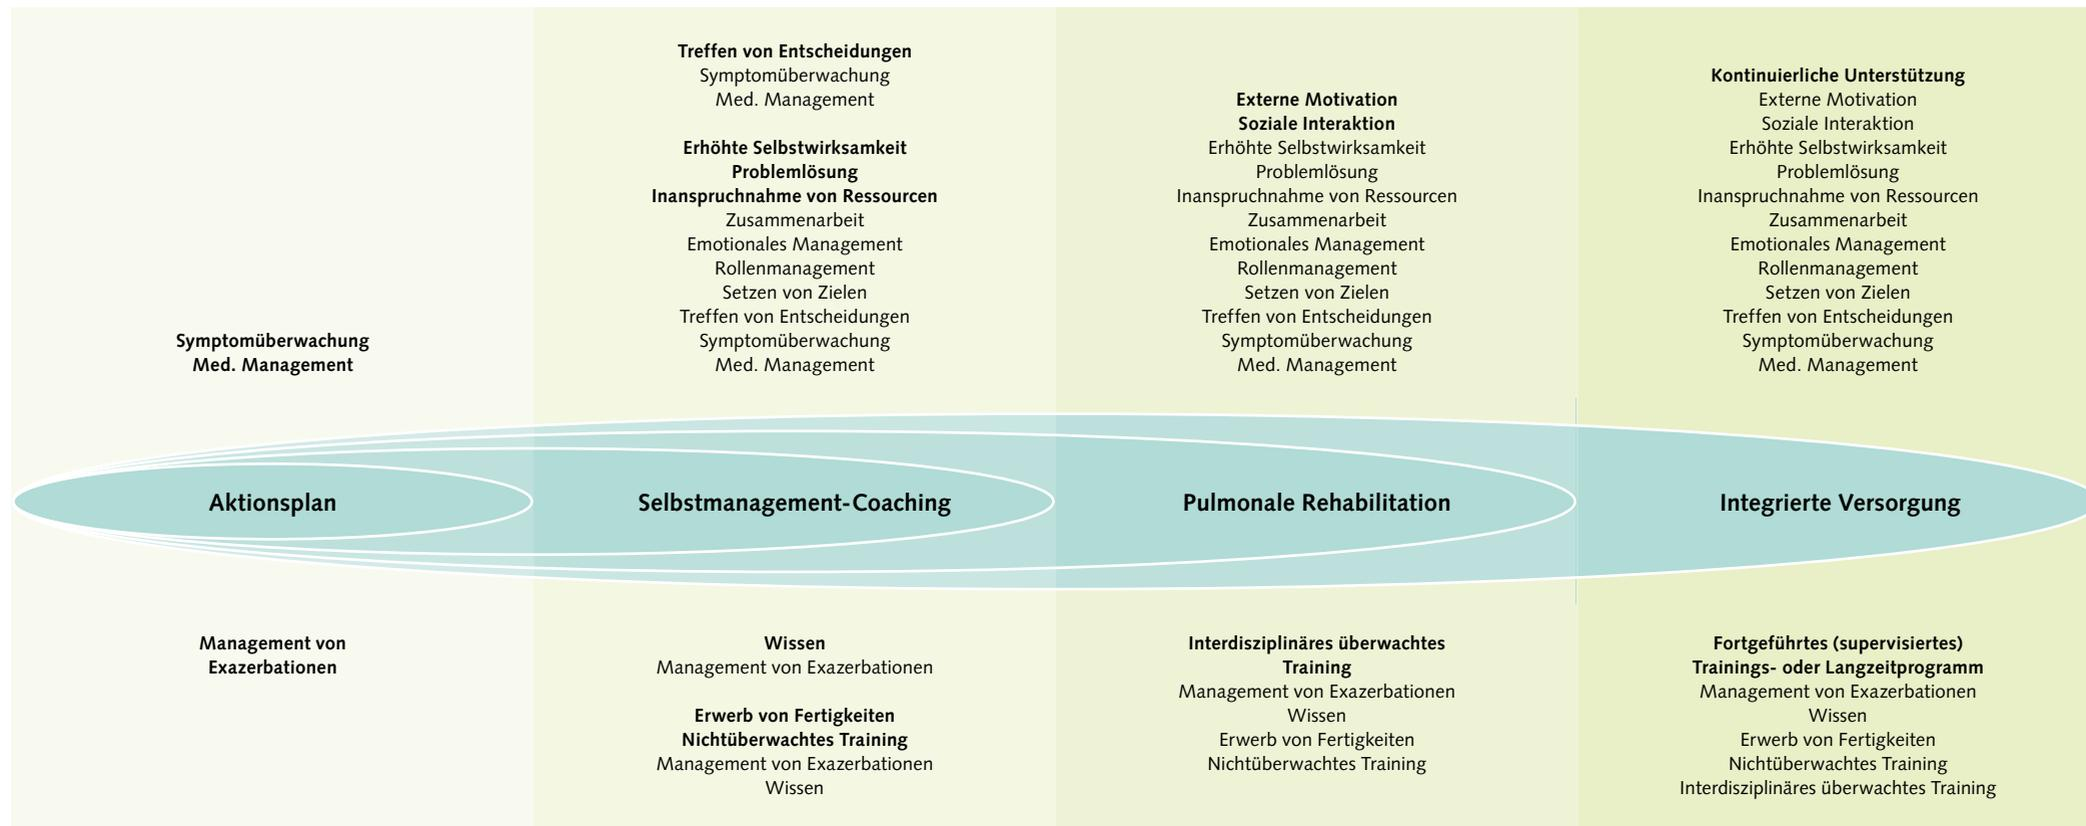 Symptomüberwachung
Med. Management
Aktionsplan
Management von
Exazerbationen
Treffen von Entscheidungen
Symptomüberwachung
Med. Management
Erhöhte Selbstwirksamkeit
Problemlösung
Inanspruchnahme von Ressourcen
Zusammenarbeit
Emotionales Management
Rollenmanagement
Setzen von Zielen
Treffen von Entscheidungen
Symptomüberwachung
Med. Management
Selbstmanagement-Coaching
Wissen
Management von Exazerbationen
Erwerb von Fertigkeiten
Nichtüberwachtes Training
Management von Exazerbationen
Wissen
Externe Motivation
Soziale Interaktion
Erhöhte Selbstwirksamkeit
Problemlösung
Inanspruchnahme von Ressourcen
Zusammenarbeit
Emotionales Management
Rollenmanagement
Setzen von Zielen
Treffen von Entscheidungen
Symptomüberwachung
Med. Management
Pulmonale Rehabilitation
Interdisziplinäres überwachtes
Training
Management von Exazerbationen
Wissen
Erwerb von Fertigkeiten
Nichtüberwachtes Training
Kontinuierliche Unterstützung
Externe Motivation
Soziale Interaktion
Erhöhte Selbstwirksamkeit
Problemlösung
Inanspruchnahme von Ressourcen
Zusammenarbeit
Emotionales Management
Rollenmanagement
Setzen von Zielen
Treffen von Entscheidungen
Symptomüberwachung
Med. Management
Integrierte Versorgung
Fortgeführtes (supervisiertes)
Trainings- oder Langzeitprogramm
Management von Exazerbationen
Wissen
Erwerb von Fertigkeiten
Nichtüberwachtes Training
Interdisziplinäres überwachtes Training